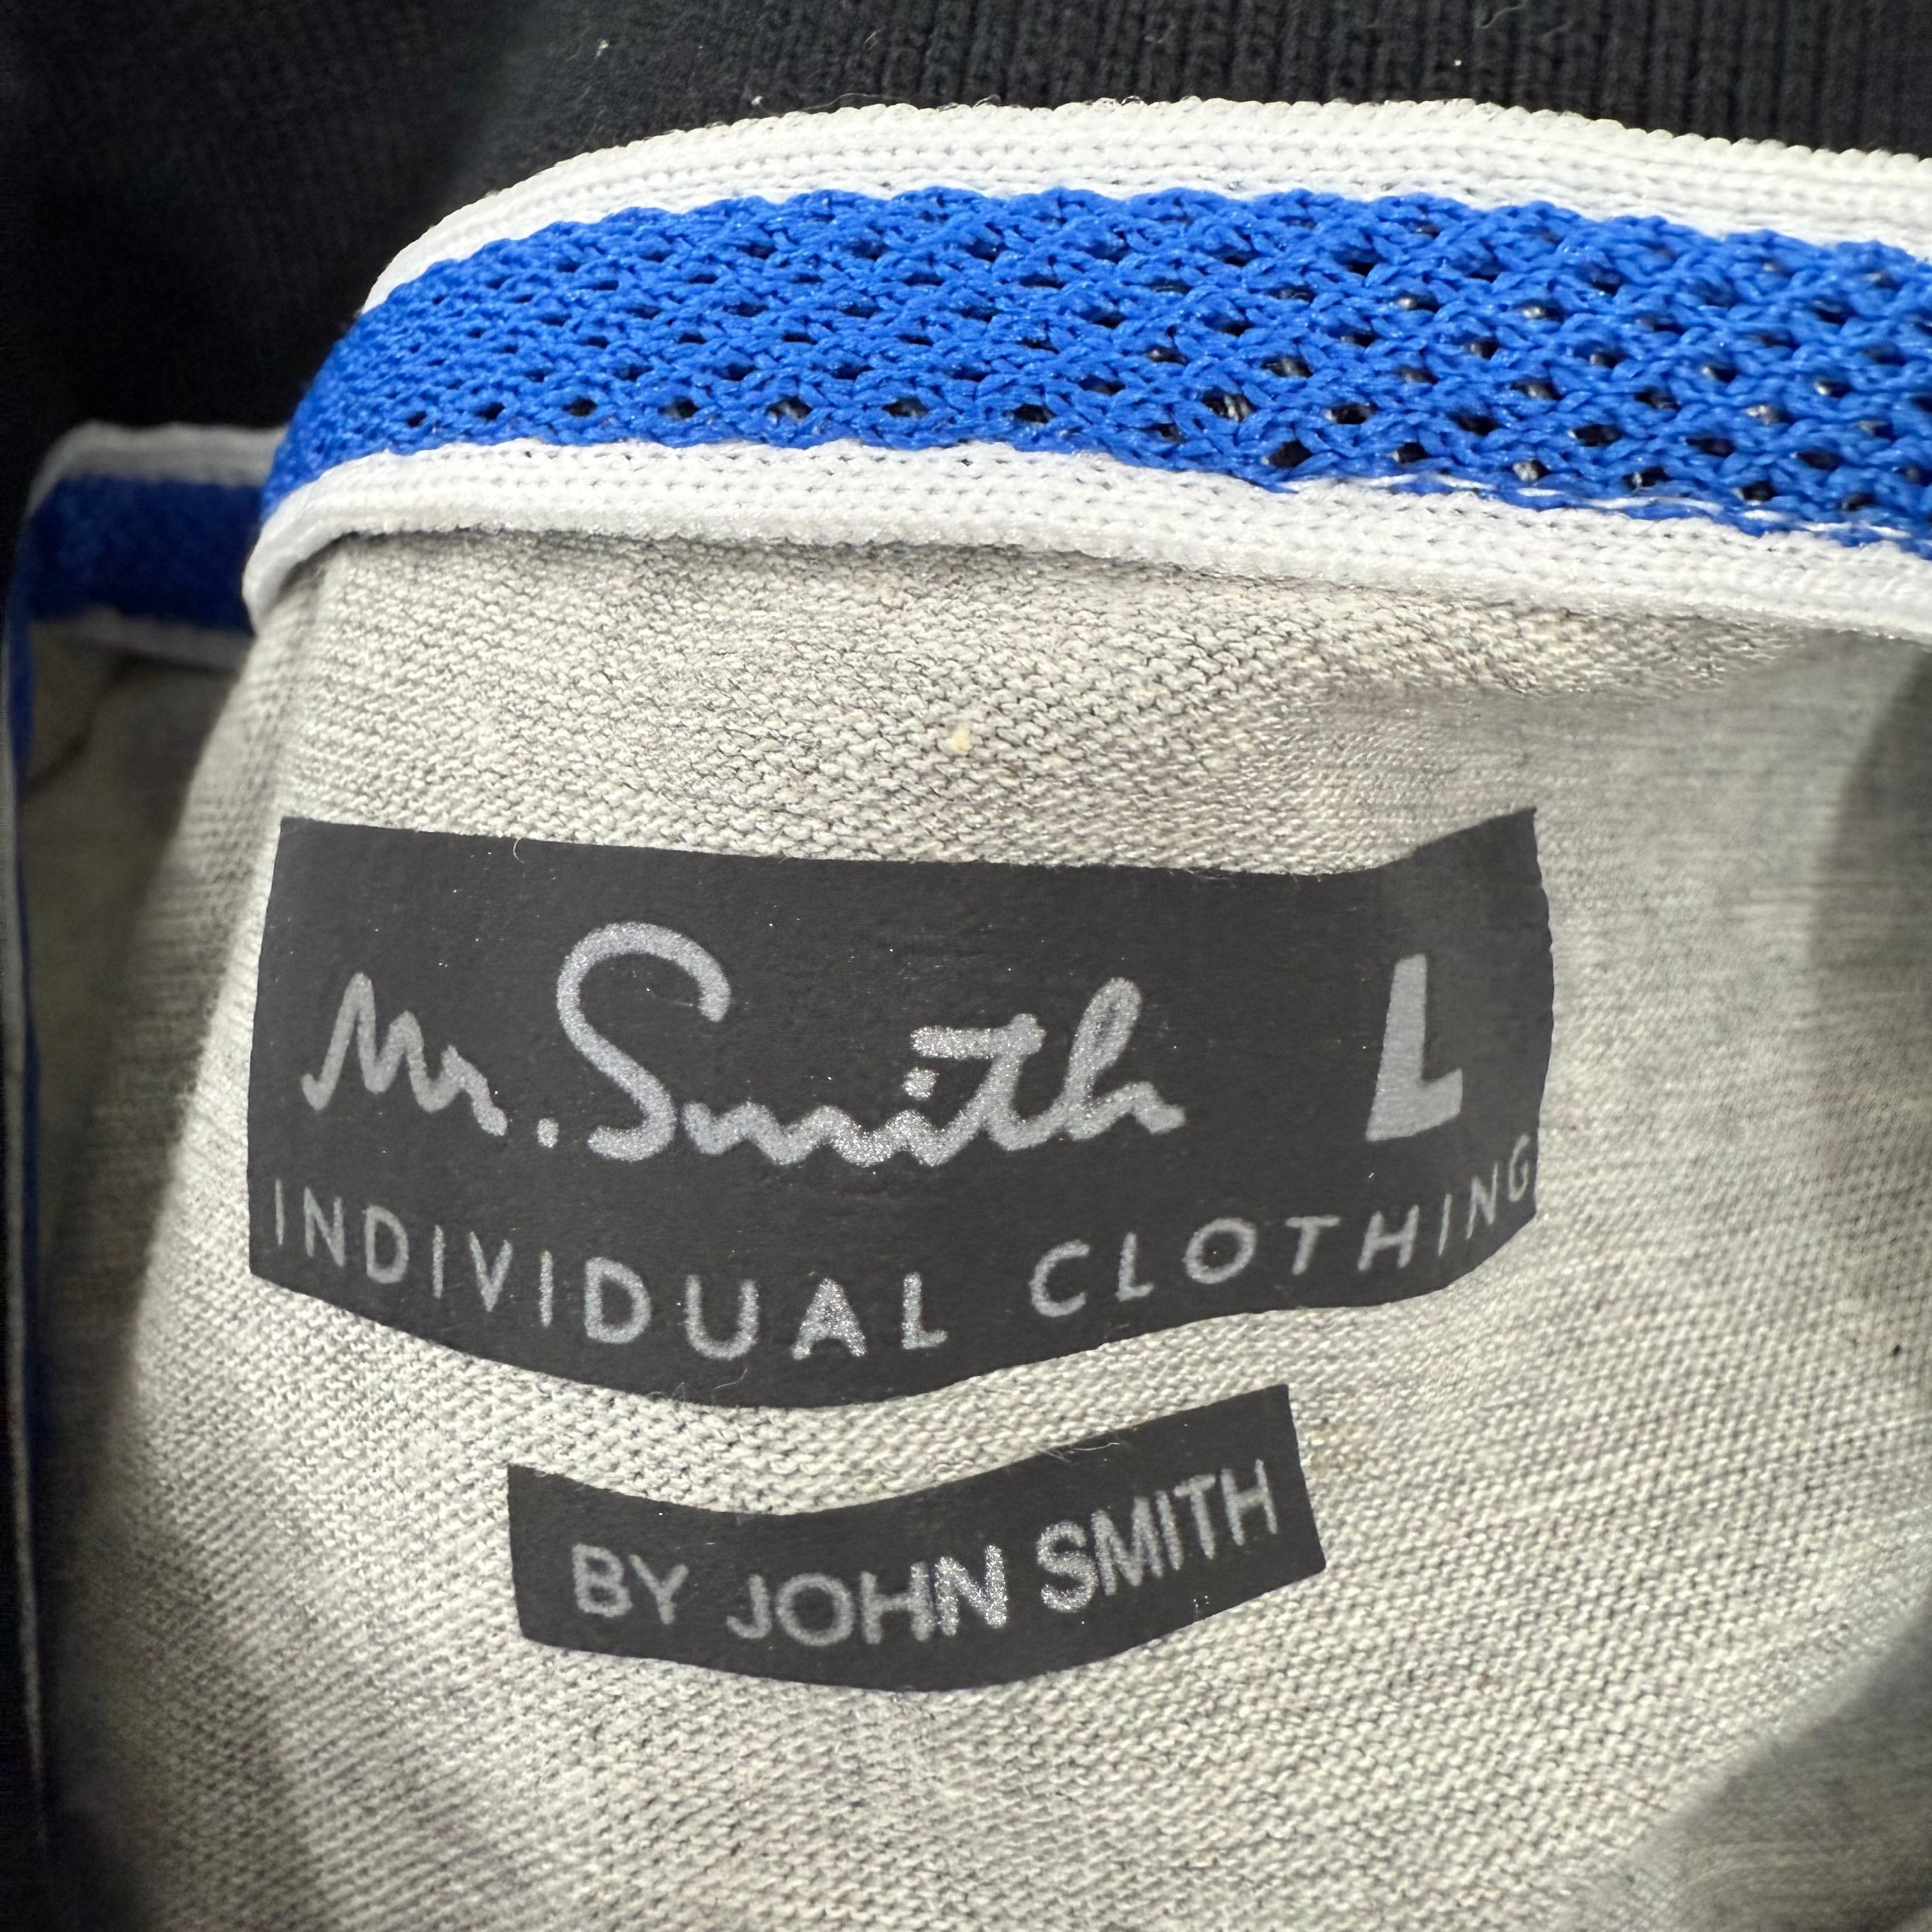 Mr. Smith L
INDIVIDUAL CLOTHING
BY JOHN SMITH